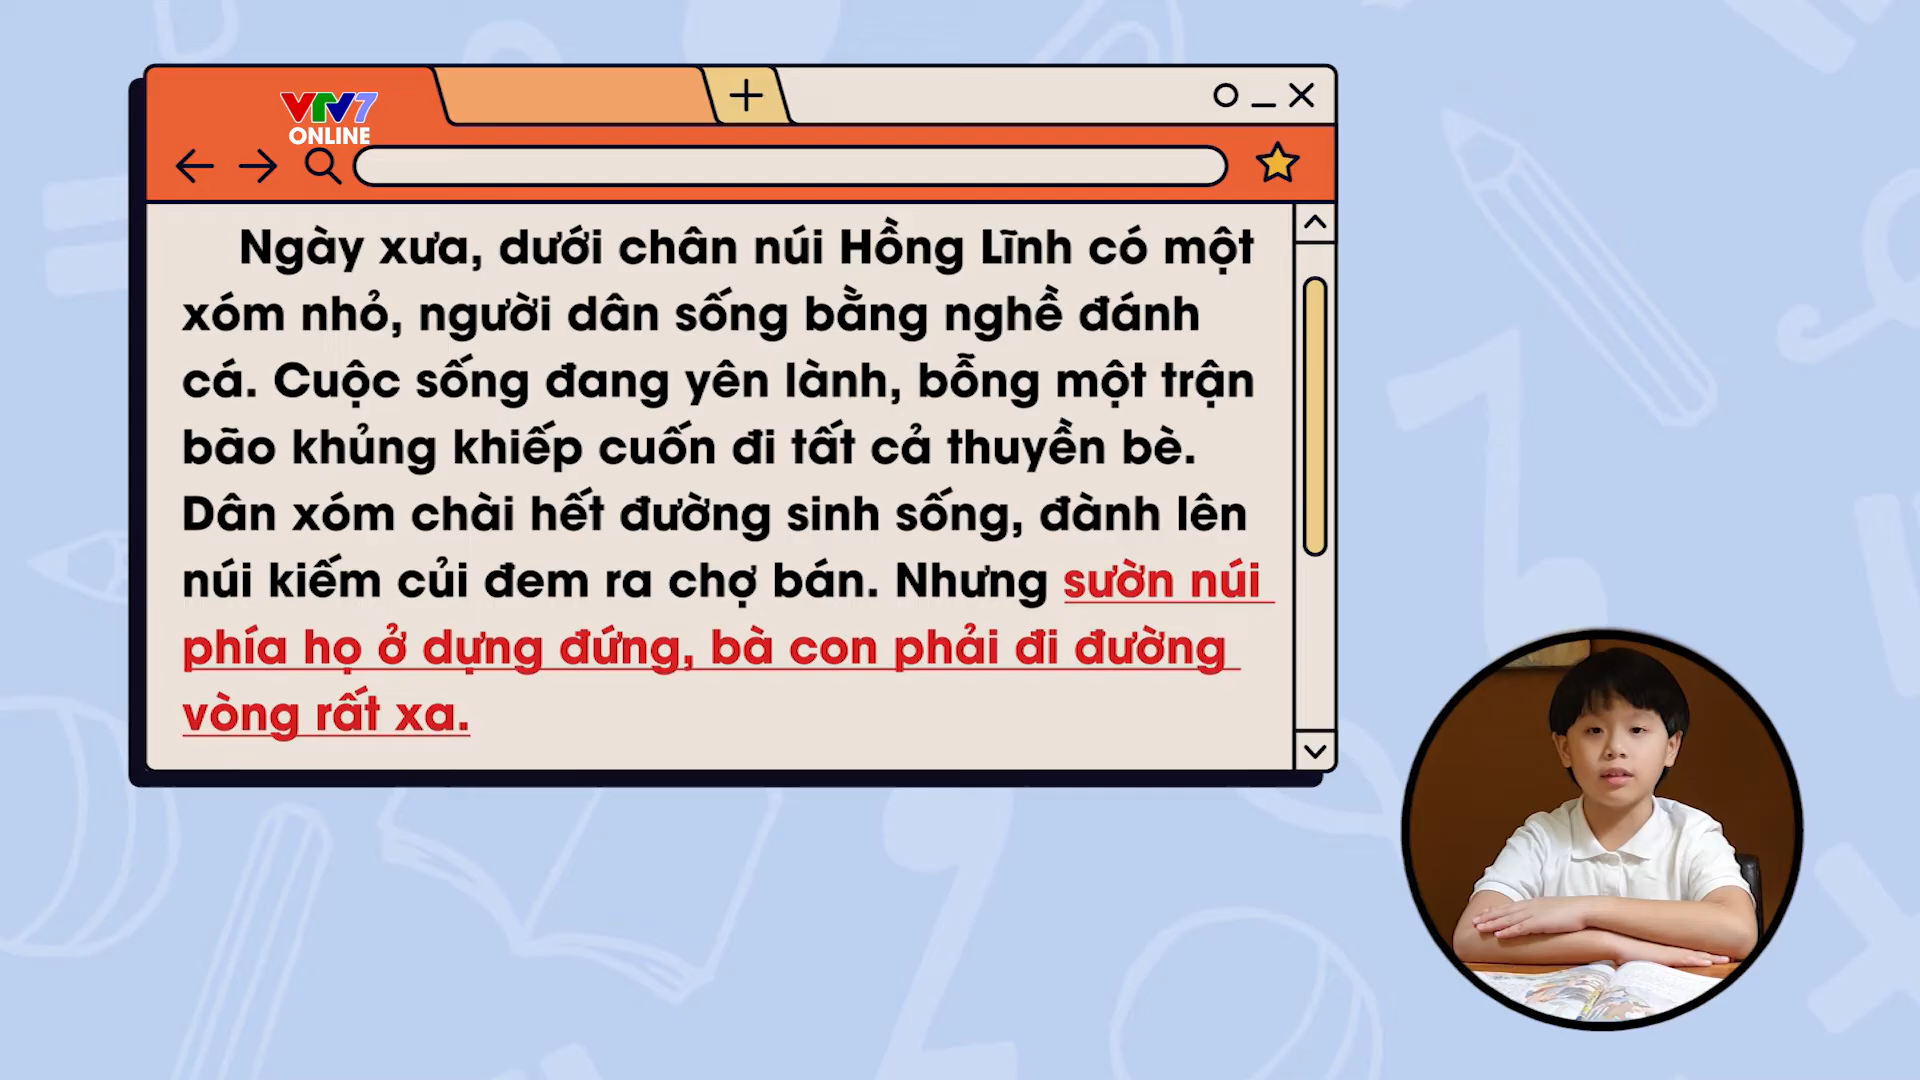 VTV7
ONLINE
Ngày xưa, dưới chân núi Hồng Lĩnh có một
xóm nhỏ, người dân sống bằng nghề đánh
cá. Cuộc sống đang yên lành, bỗng một trận
bão khủng khiếp cuốn đi tất cả thuyền bè.
Dân xóm chài hết đường sinh sống, đành lên
núi kiếm củi đem ra chợ bán. Nhưng sườn núi
phía họ ở dựng đứng, bà con phải đi đường
vòng rất xa.